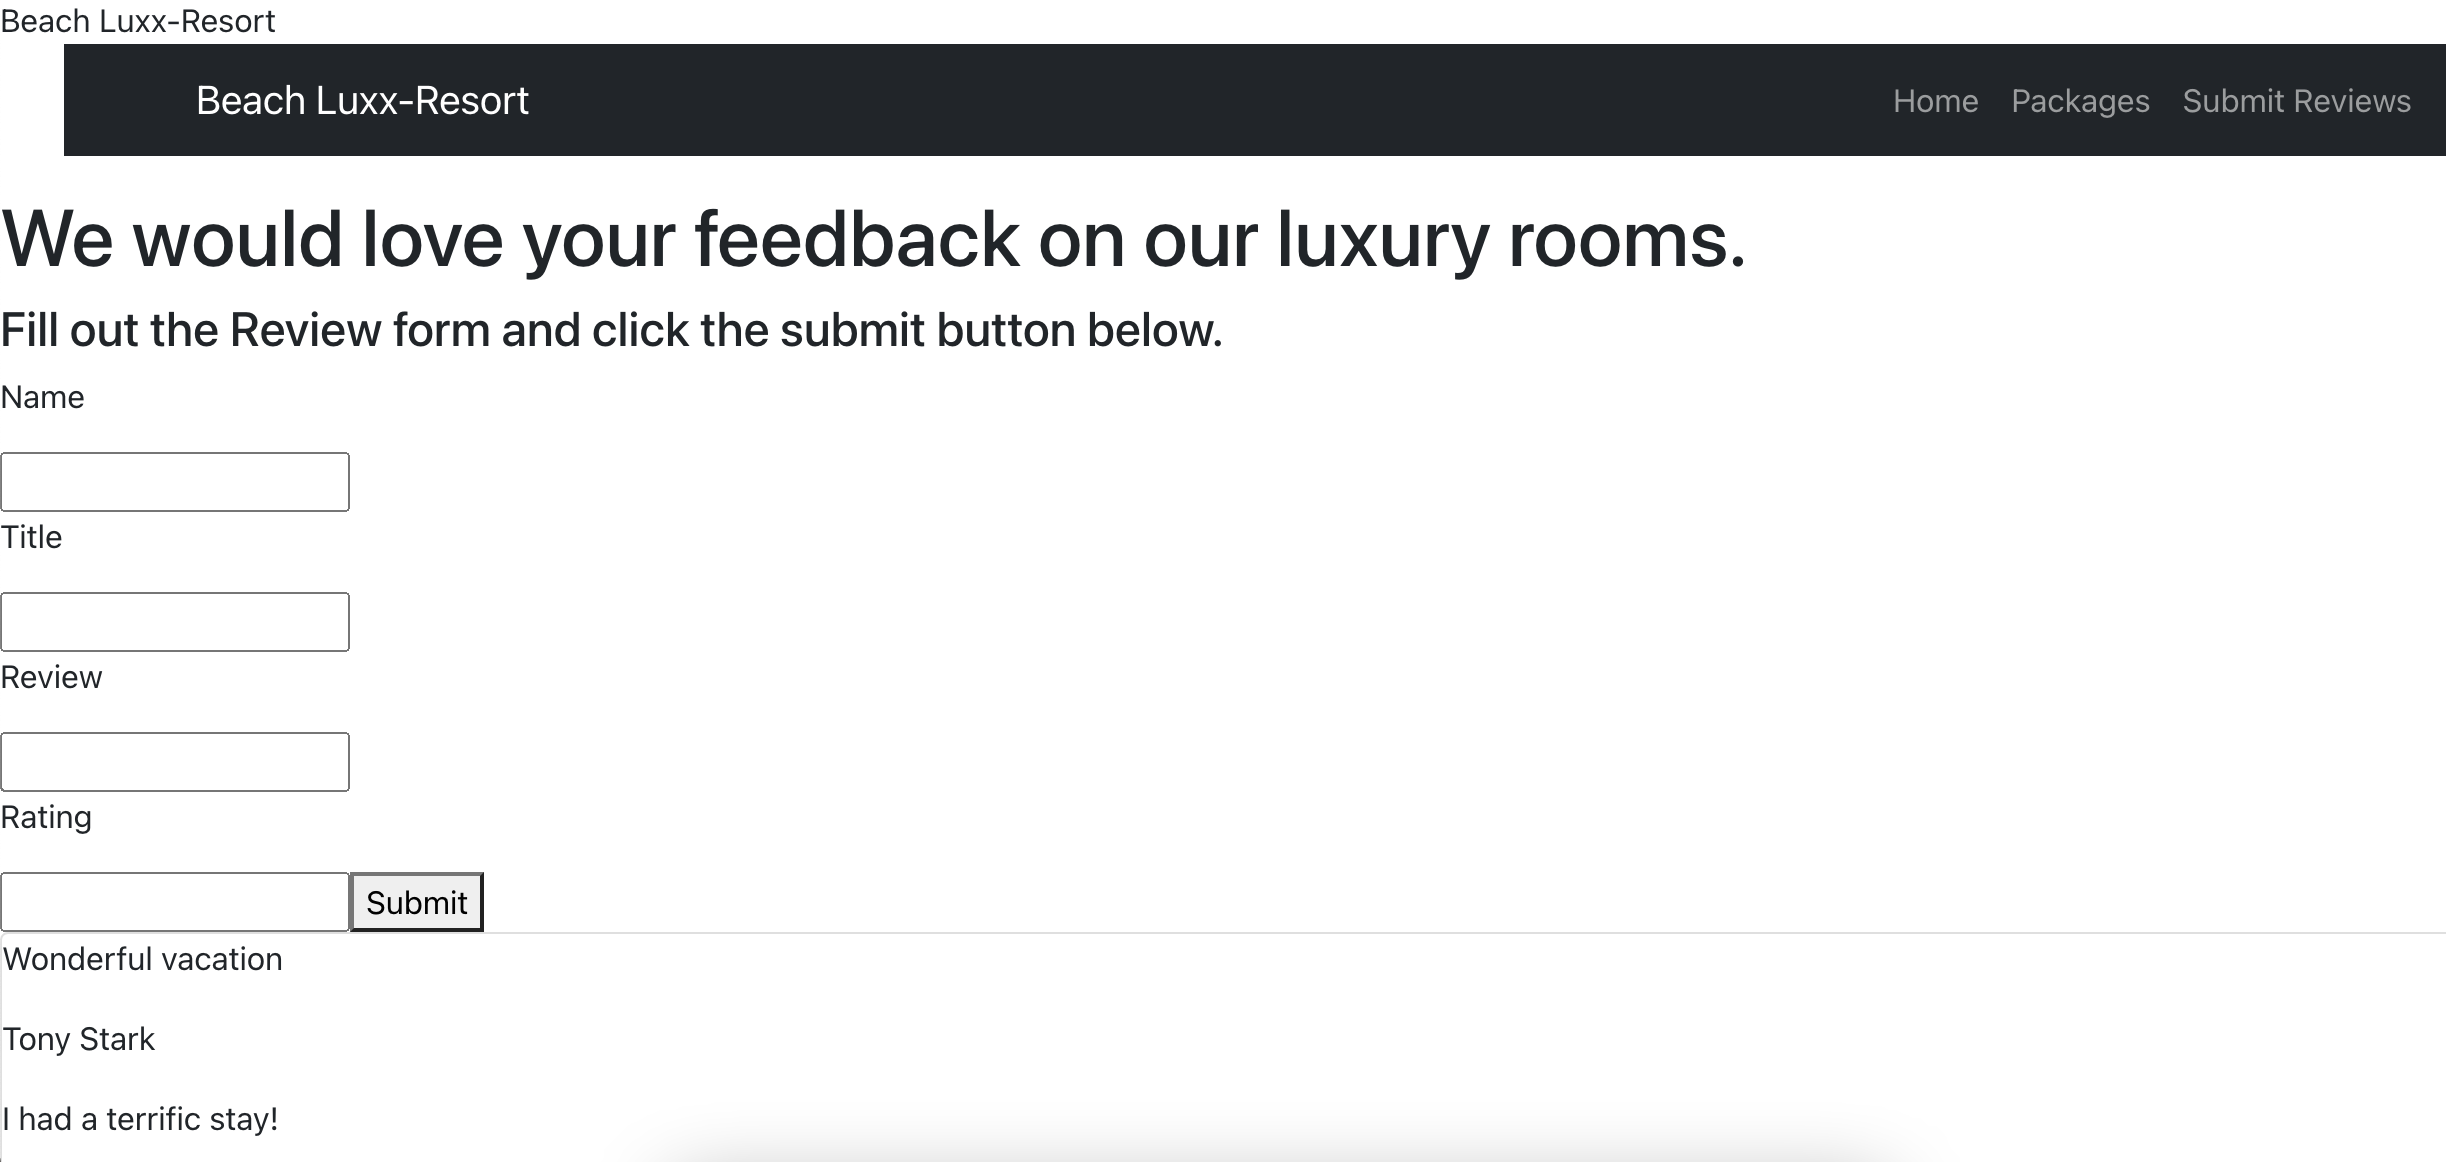 Beach Luxx-Resort
Beach Luxx-Resort Home Packages Submit Reviews
We would love your feedback on our luxury rooms.
Fill out the Review form and click the submit button below.
Name
Title
Review
Rating
Submit
Wonderful vacation
Tony Stark
I had a terrific stay!